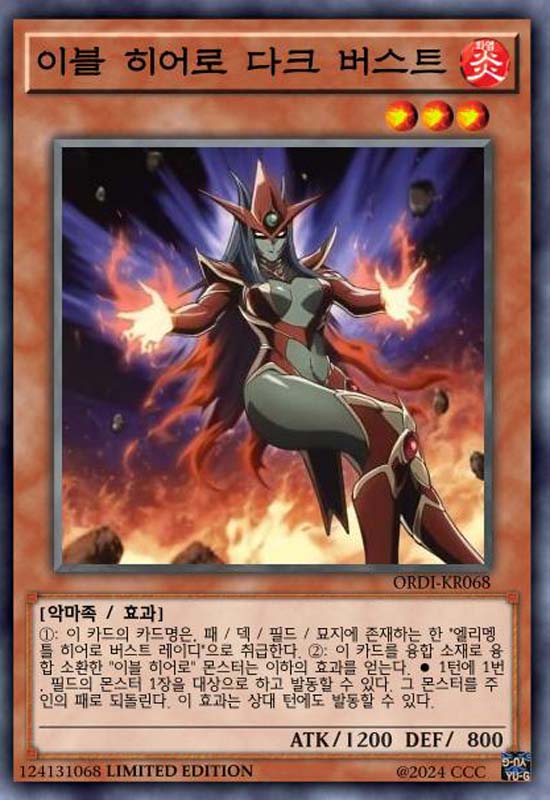 이블 히어로 다크 버스트
화염
炎
ORDI-KR068
[악마족 / 효과]
①: 이 카드의 카드명은, 패 / 덱 / 필드 / 묘지에 존재하는 한 "엘리멩
틀 히어로 버스트 레이디"으로 취급한다. ②: 이 카드를 융합 소재로 융
합 소환한 "이블 히어로" 몬스터는 이하의 효과를 얻는다. ● 1턴에 1번
, 필드의 몬스터 1장을 대상으로 하고 발동할 수 있다. 그 몬스터를 주
인의 패로 되돌린다. 이 효과는 상대 턴에도 발동할 수 있다.
ATK/1200 DEF/ 800
124131068 LIMITED EDITION
@2024 CCC
YU-G